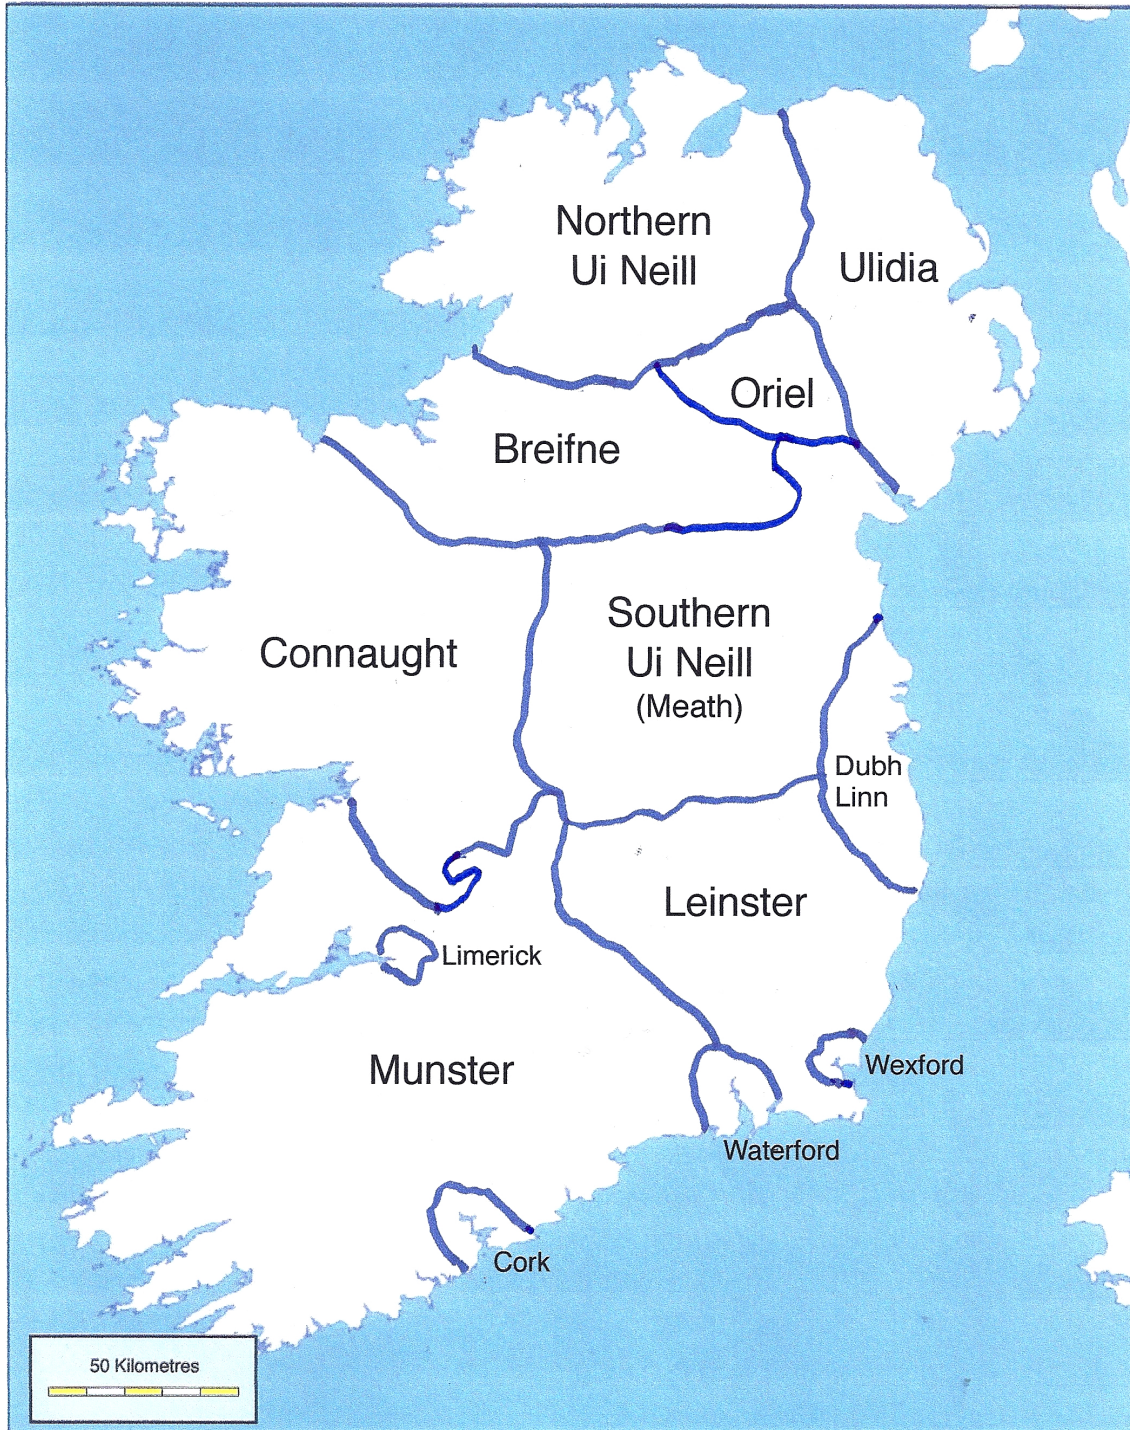 Northern
Ui Neill
Ulidia
Oriel
Breifne
Southern
Ui Neill
(Meath)
Connaught
Dubh
Linn
Leinster
Limerick
Munster
Wexford
Waterford
Cork
50 Kilometres